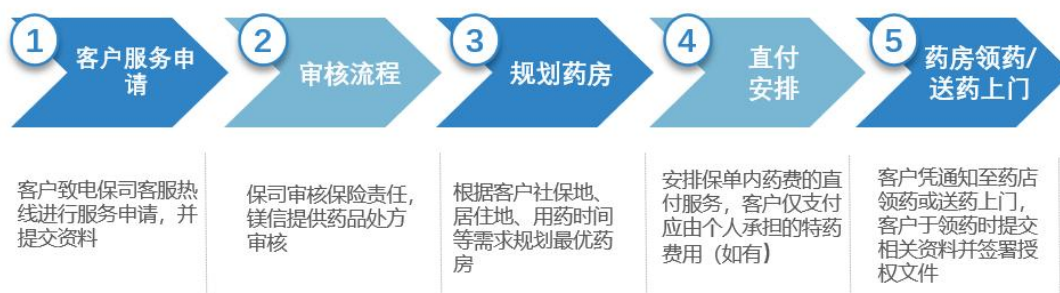 1
客户服务申
请
2
审核流程
3
规划药房
4
直付
安排
5
药房领药/
送药上门
客户致电保司客服热
线进行服务申请，并
提交资料
保司审核保险责任，
镁信提供药品处方
审核
根据客户社保地、
居住地、用药时间
等需求规划最优药
房
安排保单内药费的直
付服务，客户仅支付
应由个人承担的特药
费用（如有）
客户凭通知至药店
领药或送药上门，
客户于领药时提交
相关资料并签署授
权文件